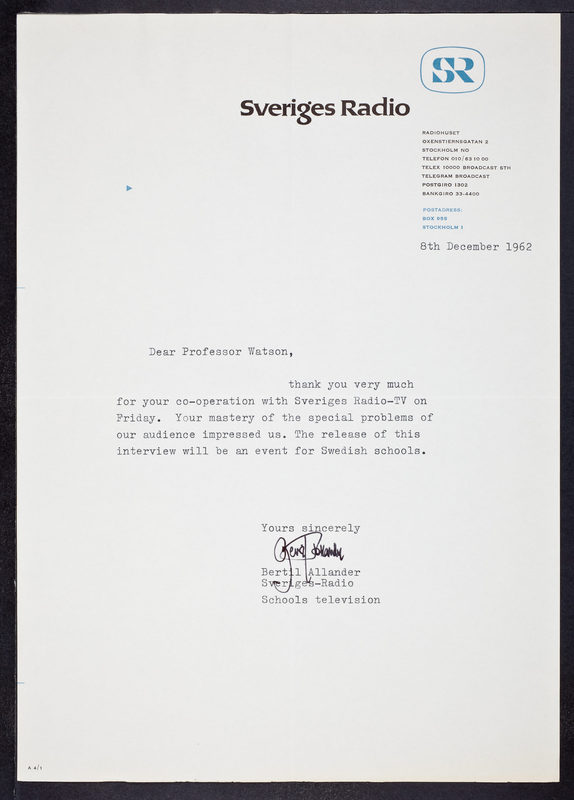 SR
Sveriges Radio
RADIOHUSET
OXENSTIERNSGATAN 2
STOCKHOLM NO
TELEFON 010/63 10 00
TELEX 10000 BROADCAST STH
TELEGRAM BROADCAST
POSTGIRO 1302
BANKGIRO 33-4400
POSTADRESS:
BOX 955
STOCKHOLM 1
8th December 1962
Dear Professor Watson,
thank you very much
for your co-operation with Sveriges Radio-TV on
Friday. Your mastery of the special problems of
our audience impressed us. The release of this
interview will be an event for Swedish schools.
Yours sincerely
Bertil Allander
Sveriges-Radio
Schools television
A 4/1